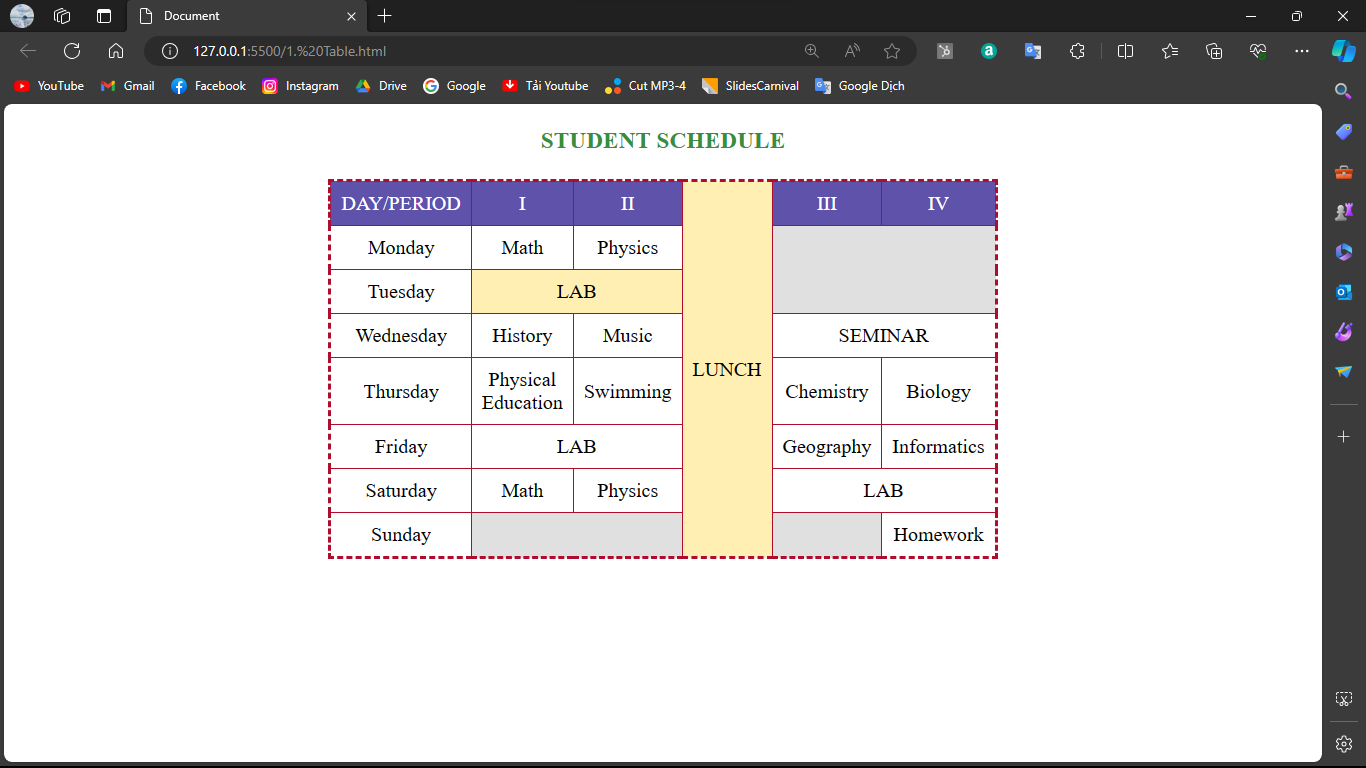 Document
127.0.0.1:5500/1.%20Table.html
YouTube Gmail Facebook Instagram Drive Google Tải Youtube Cut MP3-4 SlidesCarnival Google Dịch
STUDENT SCHEDULE
DAY/PERIOD I II III IV
Monday Math Physics
Tuesday LAB
Wednesday History Music SEMINAR
LUNCH
Thursday Physical Education Swimming Chemistry Biology
Friday LAB Geography Informatics
Saturday Math Physics LAB
Sunday Homework